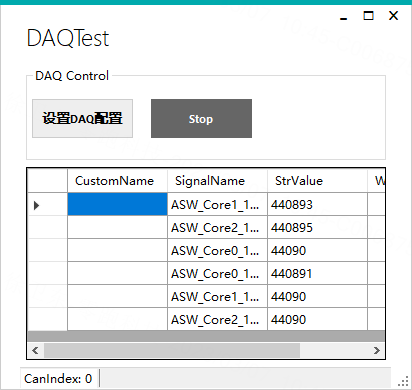 DAQTest
DAQ Control
设置DAQ配置 Stop
CustomName SignalName StrValue W
ASW_Core1_1... 440893
ASW_Core2_1... 440895
ASW_Core0_1... 44090
ASW_Core0_1... 440891
ASW_Core1_1... 44090
ASW_Core2_1... 44090
CanIndex: 0